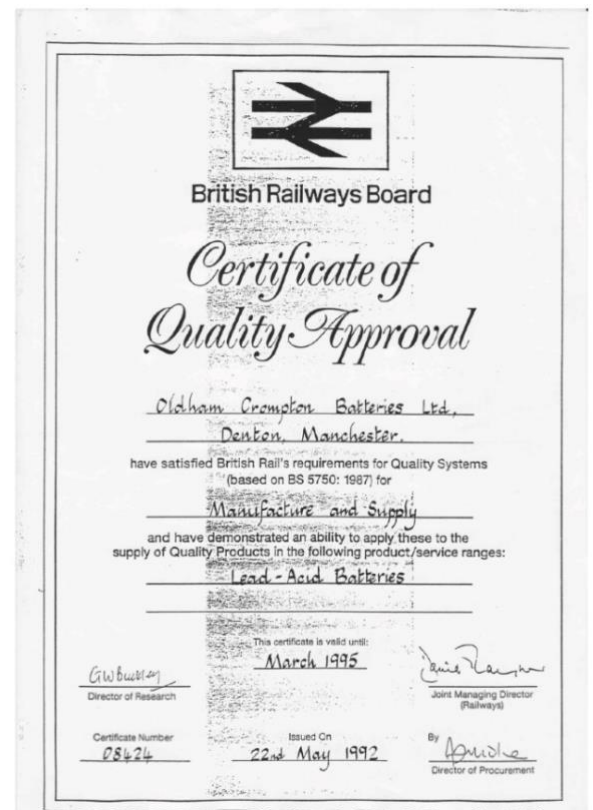 British Railways Board
Certificate of
Quality Approval
Oldham Crompton Batteries Ltd,
Denton, Manchester.
have satisfied British Rail's requirements for Quality Systems
(based on BS 5750: 1987) for
Manufacture and Supply
and have demonstrated an ability to apply these to the
supply of Quality Products in the following product/service ranges:
Lead-Acid Batteries
This certificate is valid until:
March 1995
GW Buckley
Director of Research
Joint Managing Director
(Railways)
Certificate Number
08424
Issued On
22nd May 1992
By
Director of Procurement